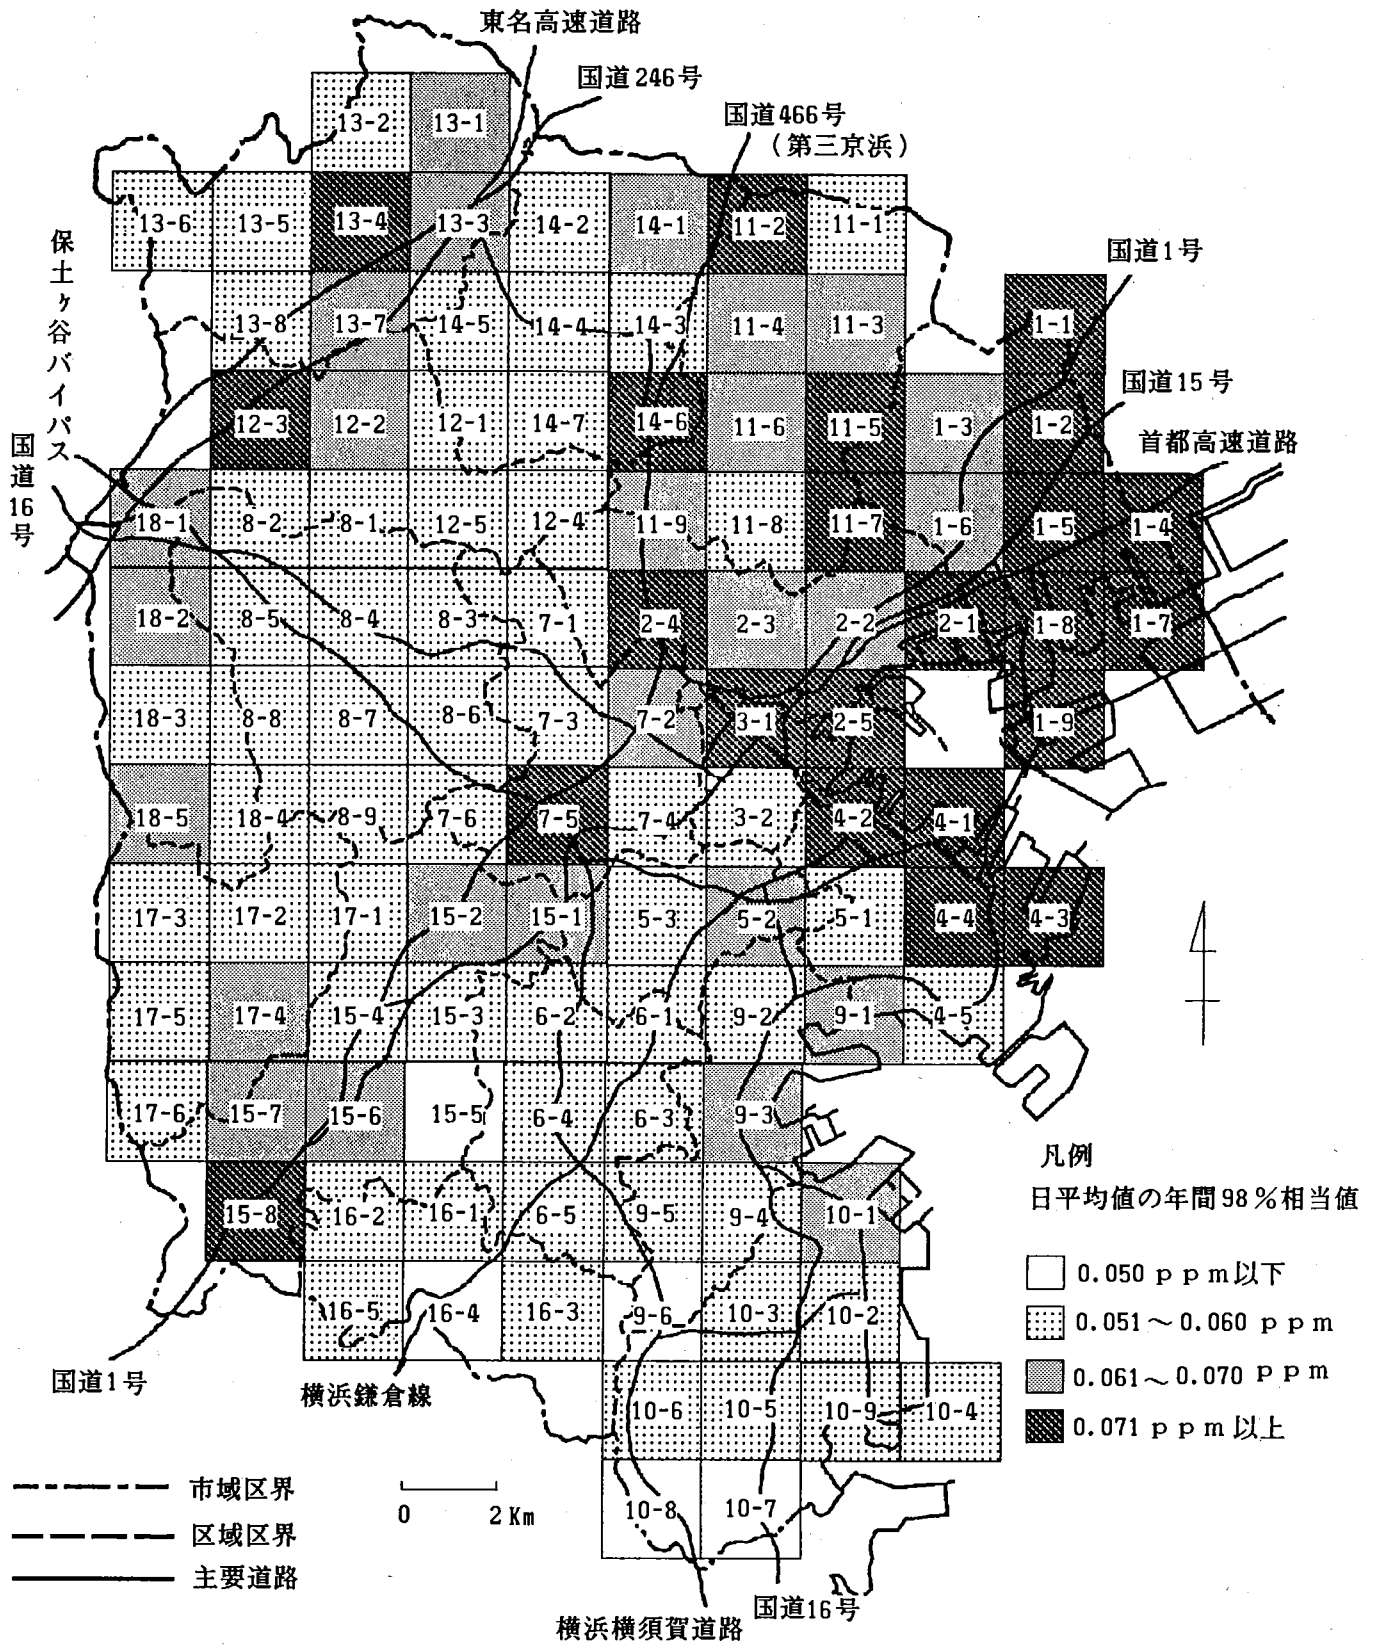 東名高速道路
国道246号
国道466号
(第三京浜)
国道1号
国道15号
首都高速道路
保土ヶ谷バイパス
国道16号
13-2 13-1
13-6 13-5 13-4 13-3 14-2 14-1 11-2 11-1
13-8 13-7 14-5 14-4 14-3 11-4 11-3 1-1
12-3 12-2 12-1 14-7 14-6 11-6 11-5 1-3 1-2
18-1 8-2 8-1 12-5 12-4 11-9 11-8 11-7 1-6 1-5 1-4
18-2 8-5 8-4 8-3 7-1 2-4 2-3 2-2 2-1 1-8 1-7
18-3 8-8 8-7 8-6 7-3 7-2 3-1 2-5 1-9
18-5 18-4 8-9 7-6 7-5 7-4 3-2 4-2 4-1
17-3 17-2 17-1 15-2 15-1 5-3 5-2 5-1 4-4 4-3
17-5 17-4 15-4 15-3 6-2 6-1 9-2 9-1 4-5
17-6 15-7 15-6 15-5 6-4 6-3 9-3
15-8 16-2 16-1 6-5 9-5 9-4 10-1
16-5 16-4 16-3 9-6 10-3 10-2
10-6 10-5 10-9 10-4
10-8 10-7
凡例
日平均値の年間98%相当値
0.050 ppm以下
0.051～0.060 ppm
0.061～0.070 ppm
0.071 ppm以上
国道1号
横浜鎌倉線
市域区界
区域区界
主要道路
0 2Km
横浜横須賀道路
国道16号